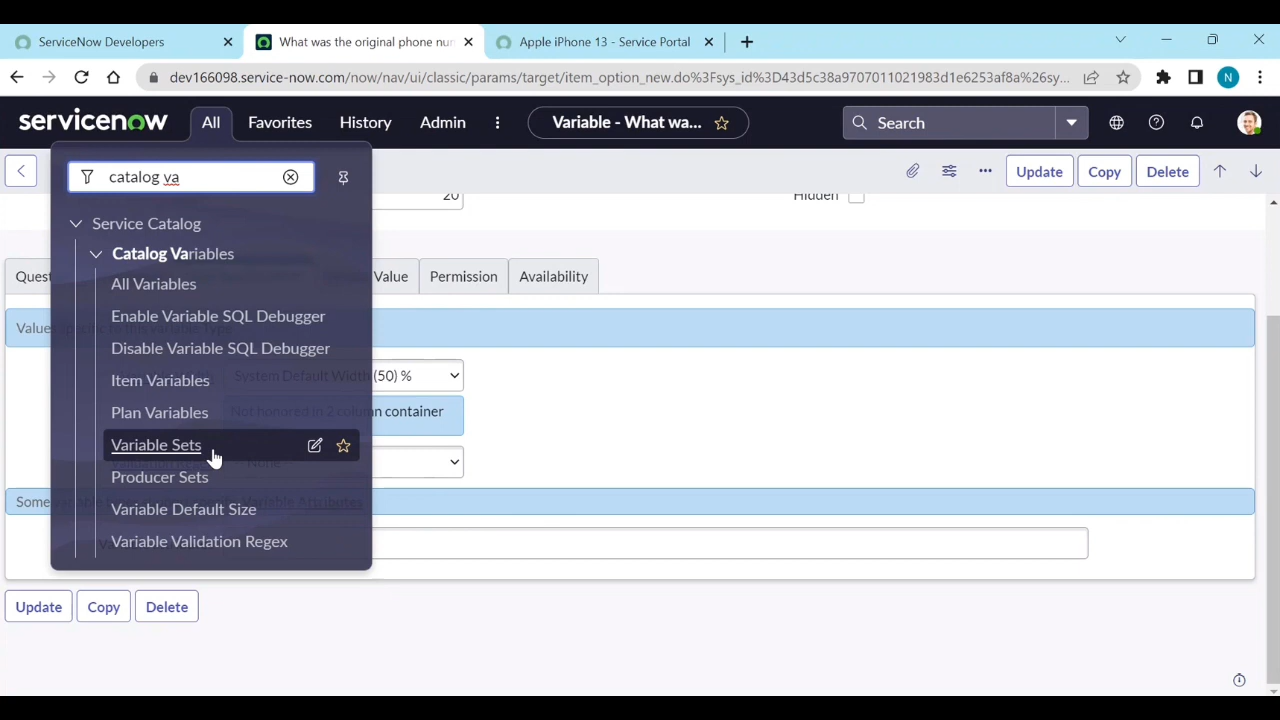 ServiceNow Developers
What was the original phone nu
Apple iPhone 13 - Service Portal
dev166098.service-now.com/now/nav/ui/classic/params/target/item_option_new.do%3Fsys_id%3D43d5c38a9707011021983d1e6253af8a%26sy...
N
servicenow
All
Favorites
History
Admin
Variable - What wa...
Search
catalog va
Update
Copy
Delete
20
Hidden
Service Catalog
Catalog Variables
All Variables
Enable Variable SQL Debugger
Disable Variable SQL Debugger
Item Variables
Plan Variables
Variable Sets
Producer Sets
Variable Default Size
Variable Validation Regex
Quest
Value
Permission
Availability
System Default Width (50) %
Not honored in 2 column container
-- None --
Variable Attributes
Update
Copy
Delete